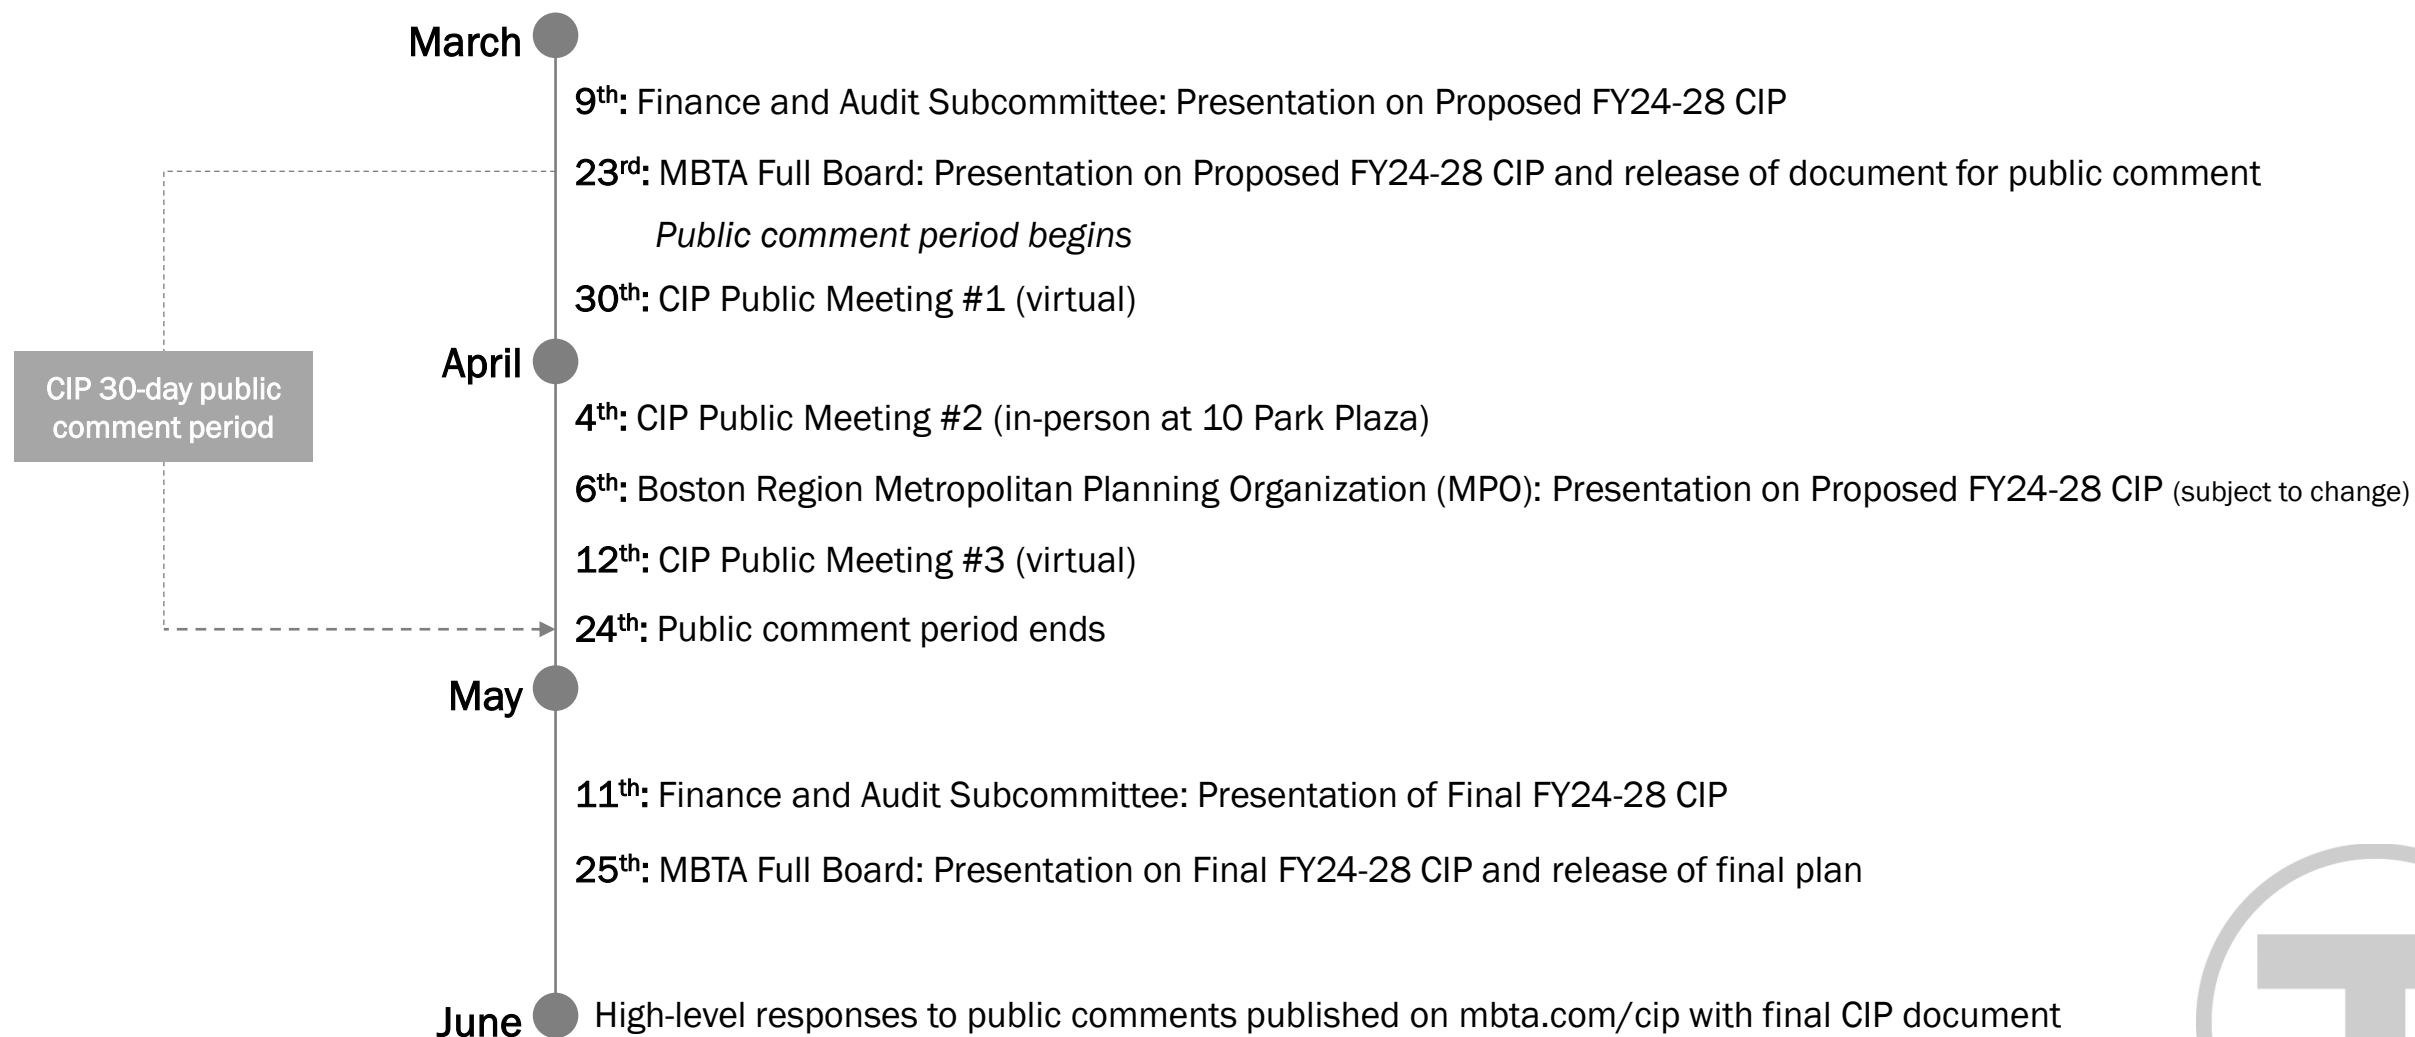 March
9th: Finance and Audit Subcommittee: Presentation on Proposed FY24-28 CIP
23rd: MBTA Full Board: Presentation on Proposed FY24-28 CIP and release of document for public comment
Public comment period begins
30th: CIP Public Meeting #1 (virtual)
CIP 30-day public
comment period
April
4th: CIP Public Meeting #2 (in-person at 10 Park Plaza)
6th: Boston Region Metropolitan Planning Organization (MPO): Presentation on Proposed FY24-28 CIP (subject to change)
12th: CIP Public Meeting #3 (virtual)
24th: Public comment period ends
May
11th: Finance and Audit Subcommittee: Presentation of Final FY24-28 CIP
25th: MBTA Full Board: Presentation on Final FY24-28 CIP and release of final plan
June
High-level responses to public comments published on mbta.com/cip with final CIP document
T